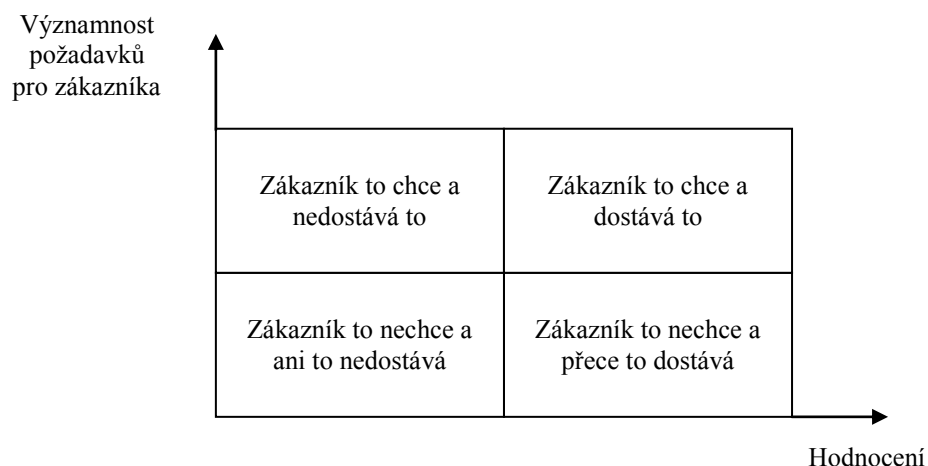 Významnost
požadavků
pro zákazníka
Zákazník to chce a
nedostává to
Zákazník to chce a
dostává to
Zákazník to nechce a
ani to nedostává
Zákazník to nechce a
přece to dostává
Hodnocení